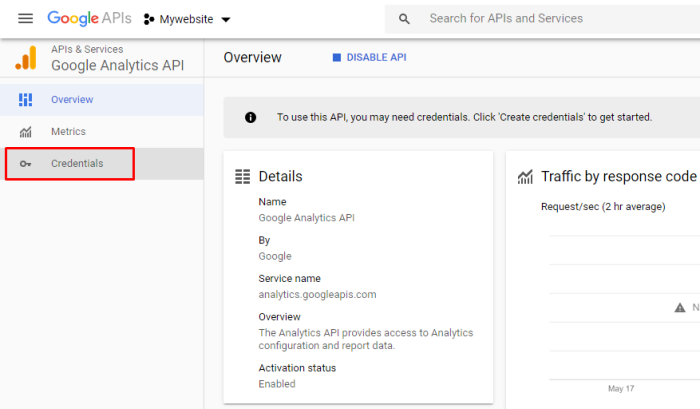 Google APIs
Mywebsite
Search for APIs and Services
APIs & Services
Google Analytics API
Overview
DISABLE API
Overview
Metrics
Credentials
To use this API, you may need credentials. Click 'Create credentials' to get started.
Details
Name
Google Analytics API
By
Google
Service name
analytics.googleapis.com
Overview
The Analytics API provides access to Analytics
configuration and report data.
Activation status
Enabled
Traffic by response code
Request/sec (2 hr average)
N
May 17